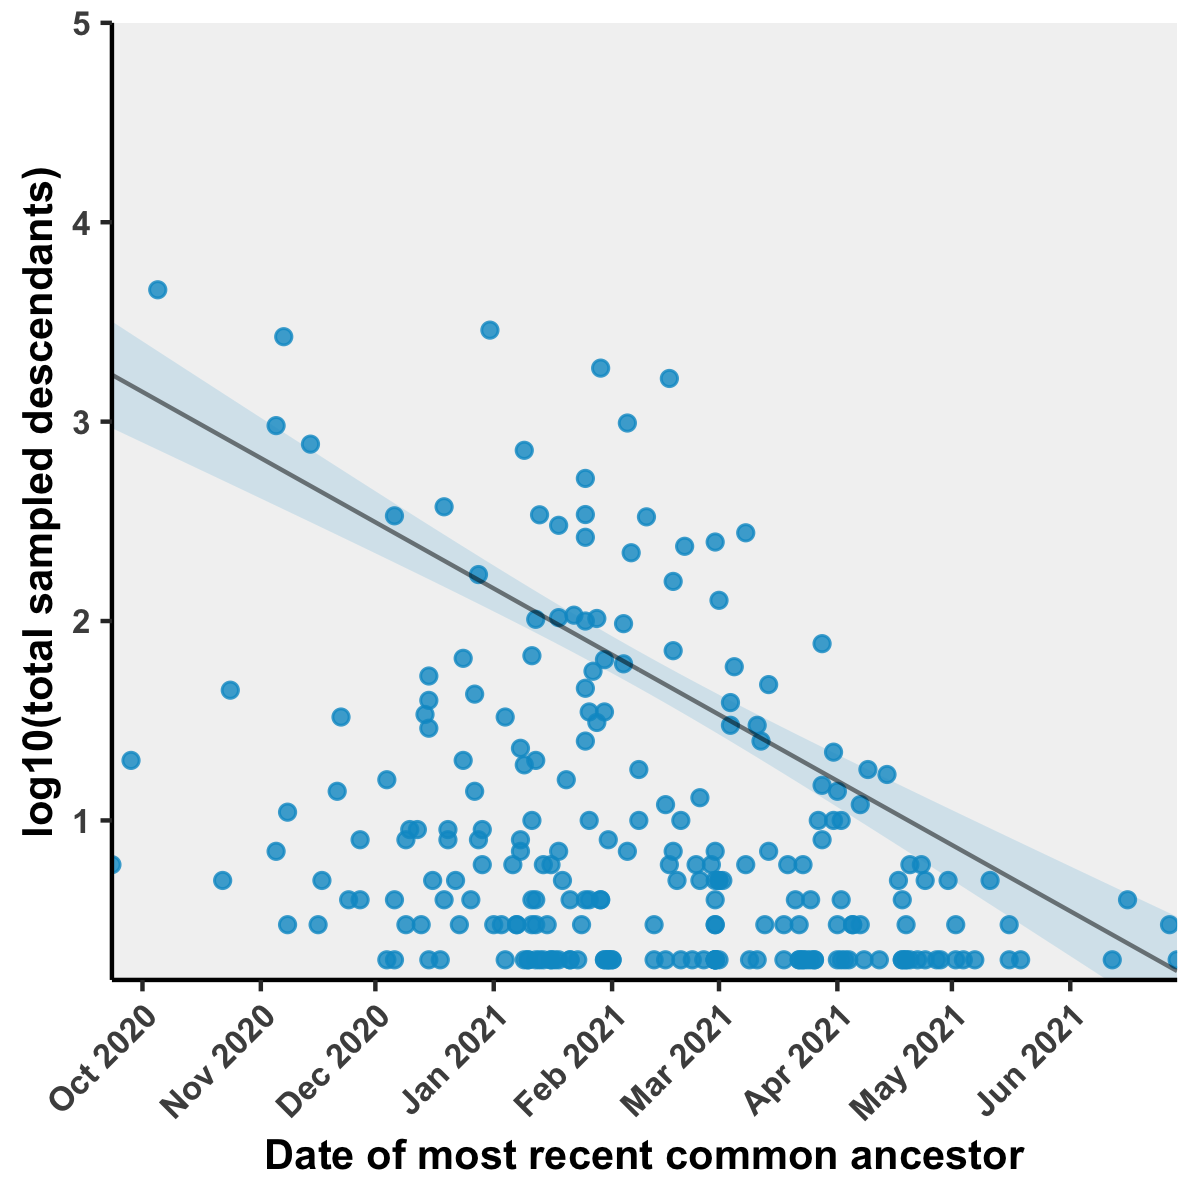 log10(total sampled descendants)
5
4
3
2
1
Oct 2020
Nov 2020
Dec 2020
Jan 2021
Feb 2021
Mar 2021
Apr 2021
May 2021
Jun 2021
Date of most recent common ancestor